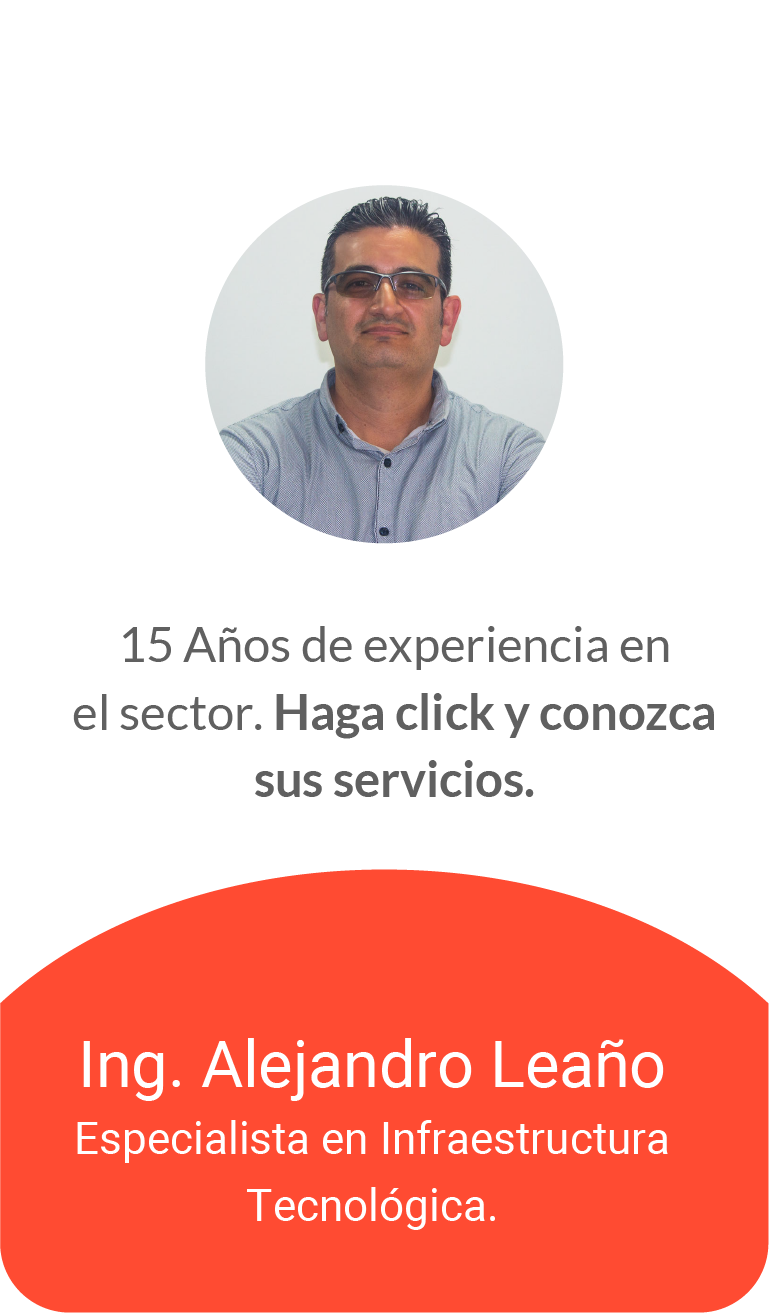 15 Años de experiencia en
el sector. Haga click y conozca
sus servicios.
Ing. Alejandro Leaño
Especialista en Infraestructura
Tecnológica.